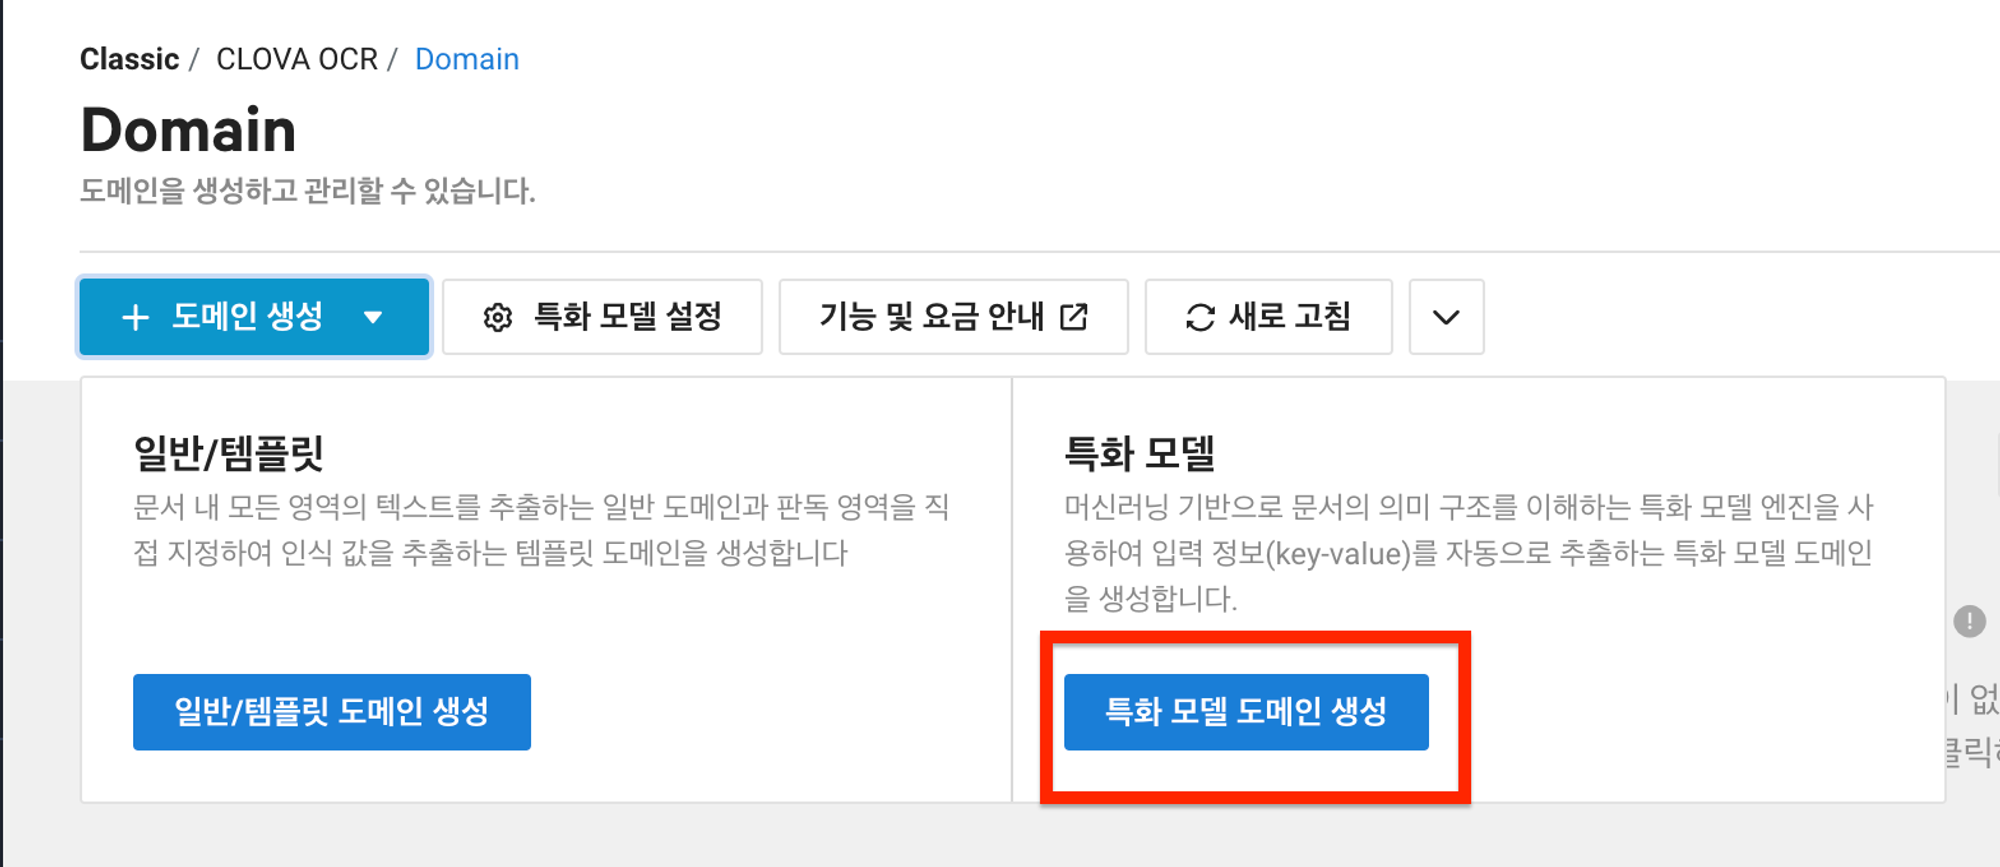 Classic / CLOVA OCR / Domain
Domain
도메인을 생성하고 관리할 수 있습니다.
+ 도메인 생성
특화 모델 설정
기능 및 요금 안내
새로 고침
일반/템플릿
문서 내 모든 영역의 텍스트를 추출하는 일반 도메인과 판독 영역을 직
접 지정하여 인식 값을 추출하는 템플릿 도메인을 생성합니다
일반/템플릿 도메인 생성
특화 모델
머신러닝 기반으로 문서의 의미 구조를 이해하는 특화 모델 엔진을 사
용하여 입력 정보(key-value)를 자동으로 추출하는 특화 모델 도메인
을 생성합니다.
특화 모델 도메인 생성